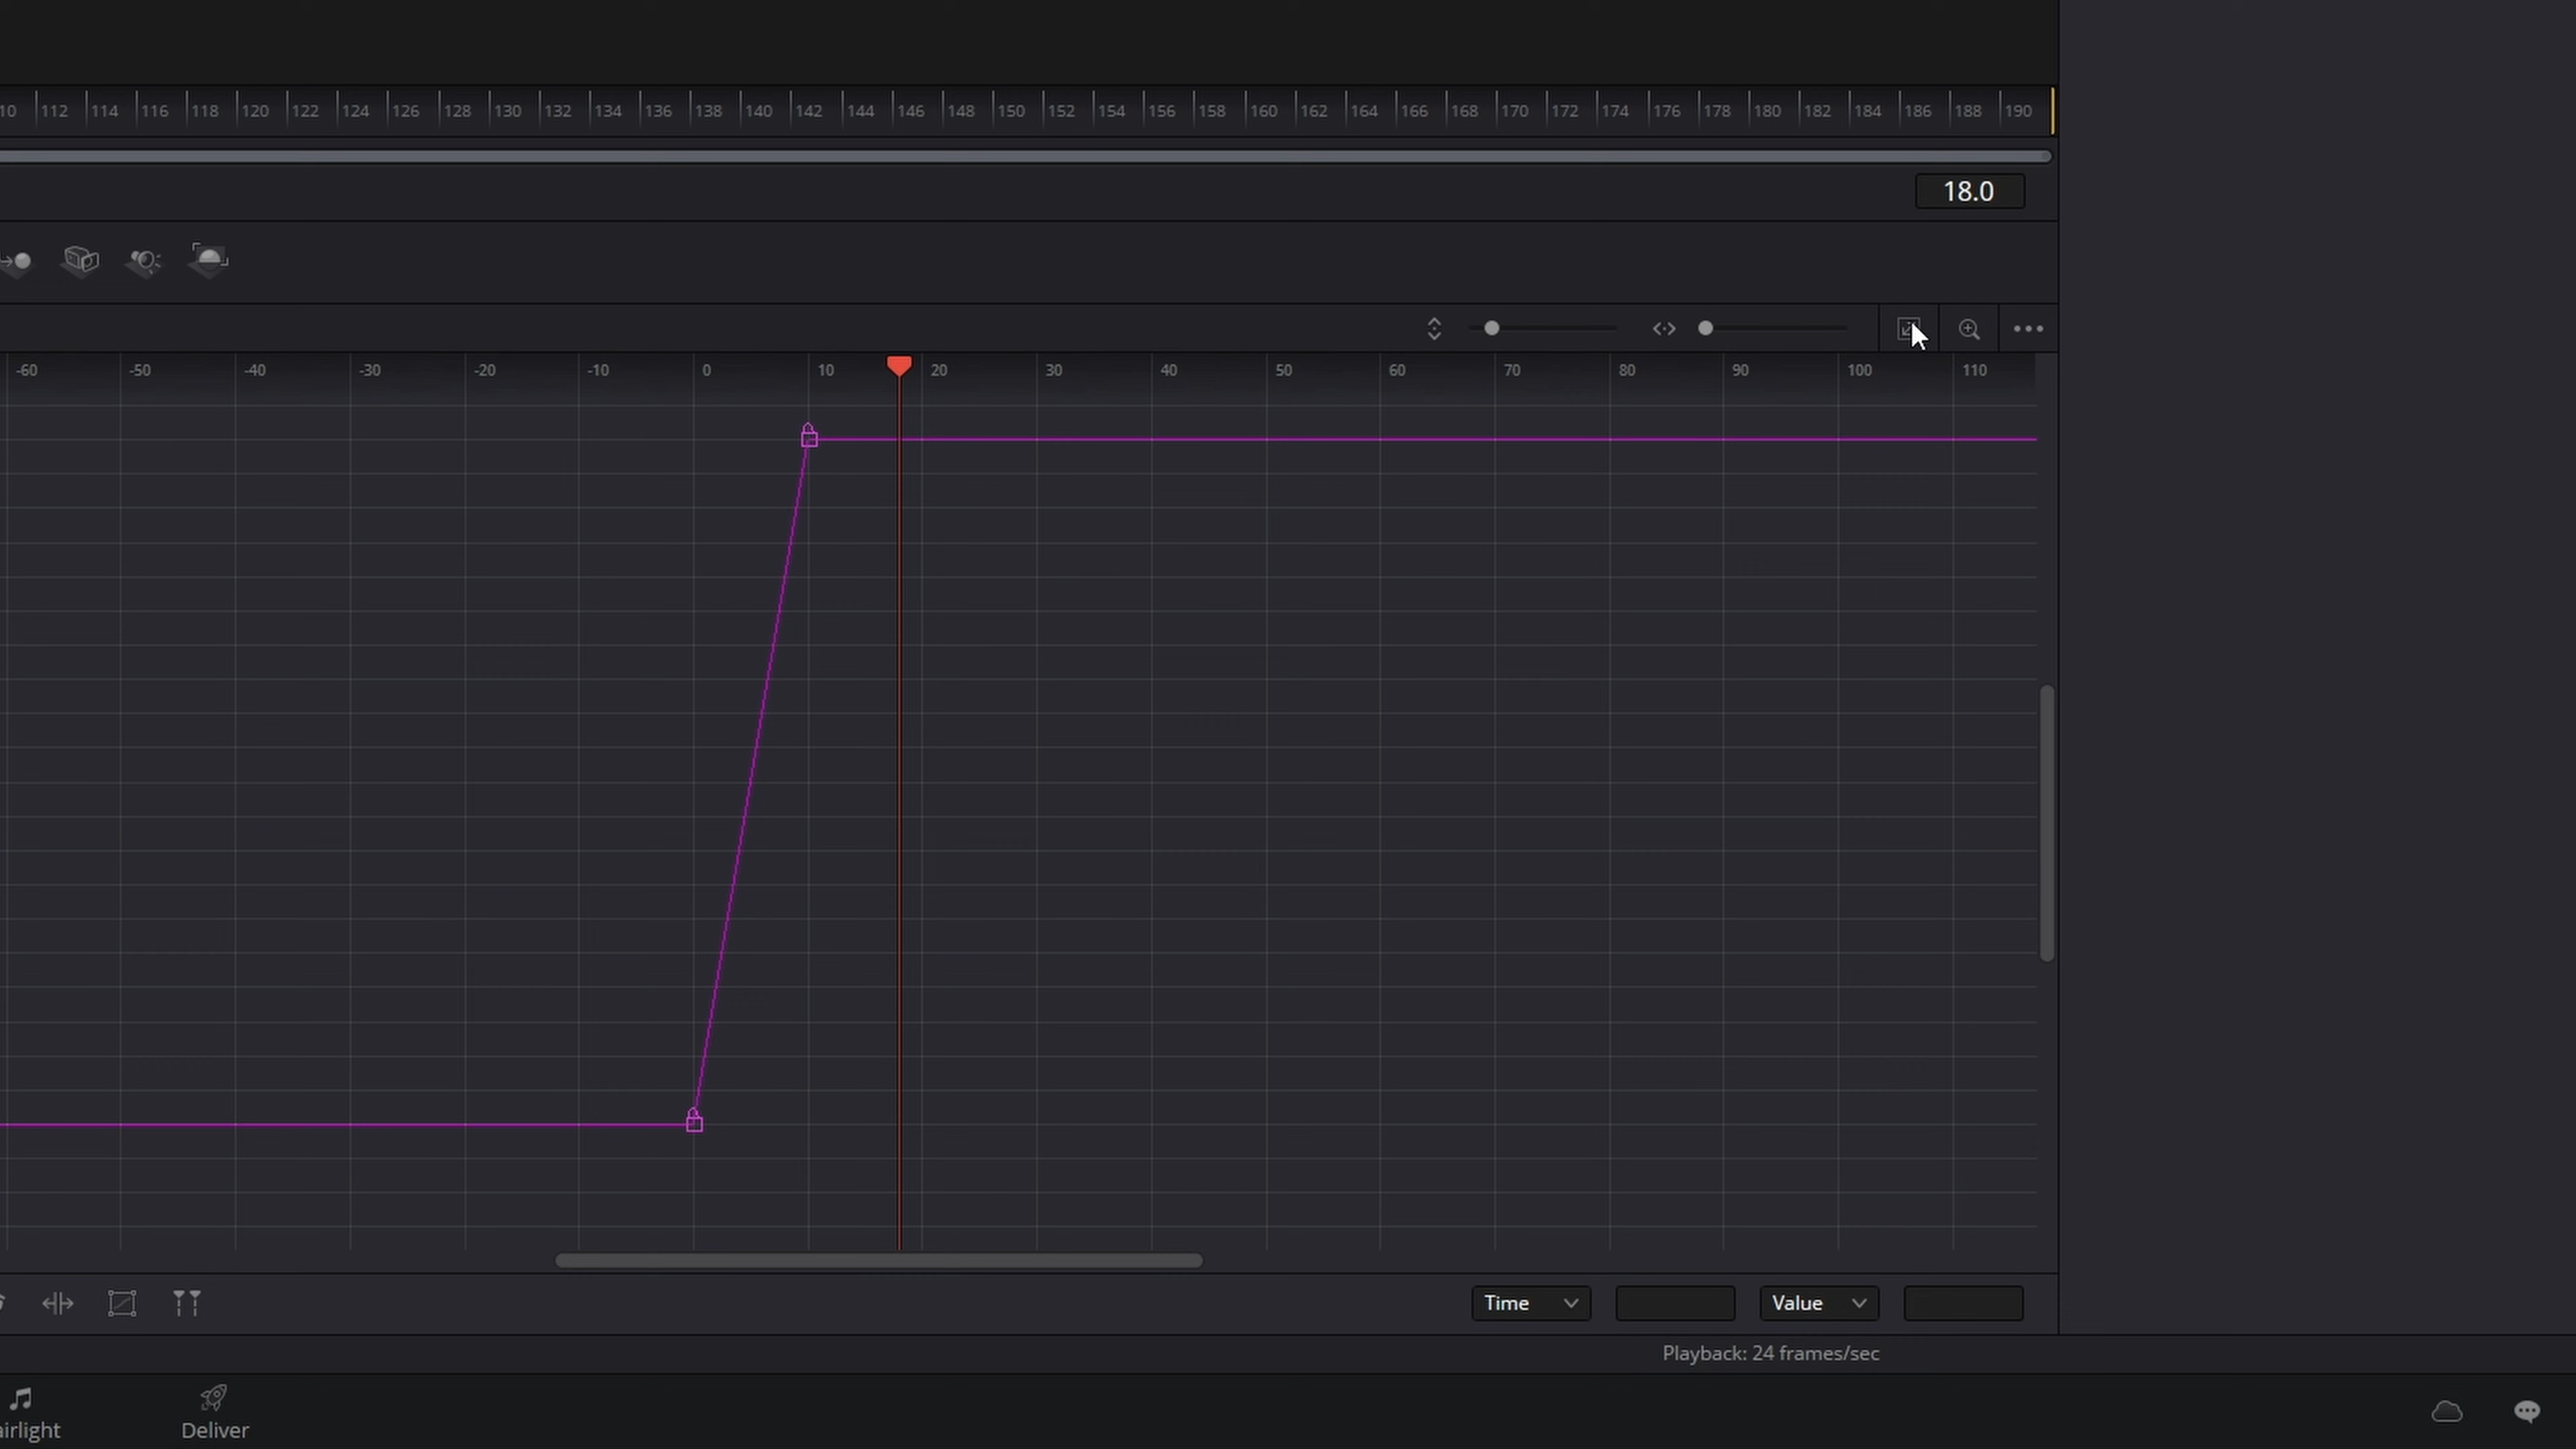 10 112 114 116 118 120 122 124 126 128 130 132 134 136 138 140 142 144 146 148 150 152 154 156 158 160 162 164 166 168 170 172 174 176 178 180 182 184 186 188 190
18.0
-60 -50 -40 -30 -20 -10 0 10 20 30 40 50 60 70 80 90 100 110
Time Value
Playback: 24 frames/sec
airlight Deliver